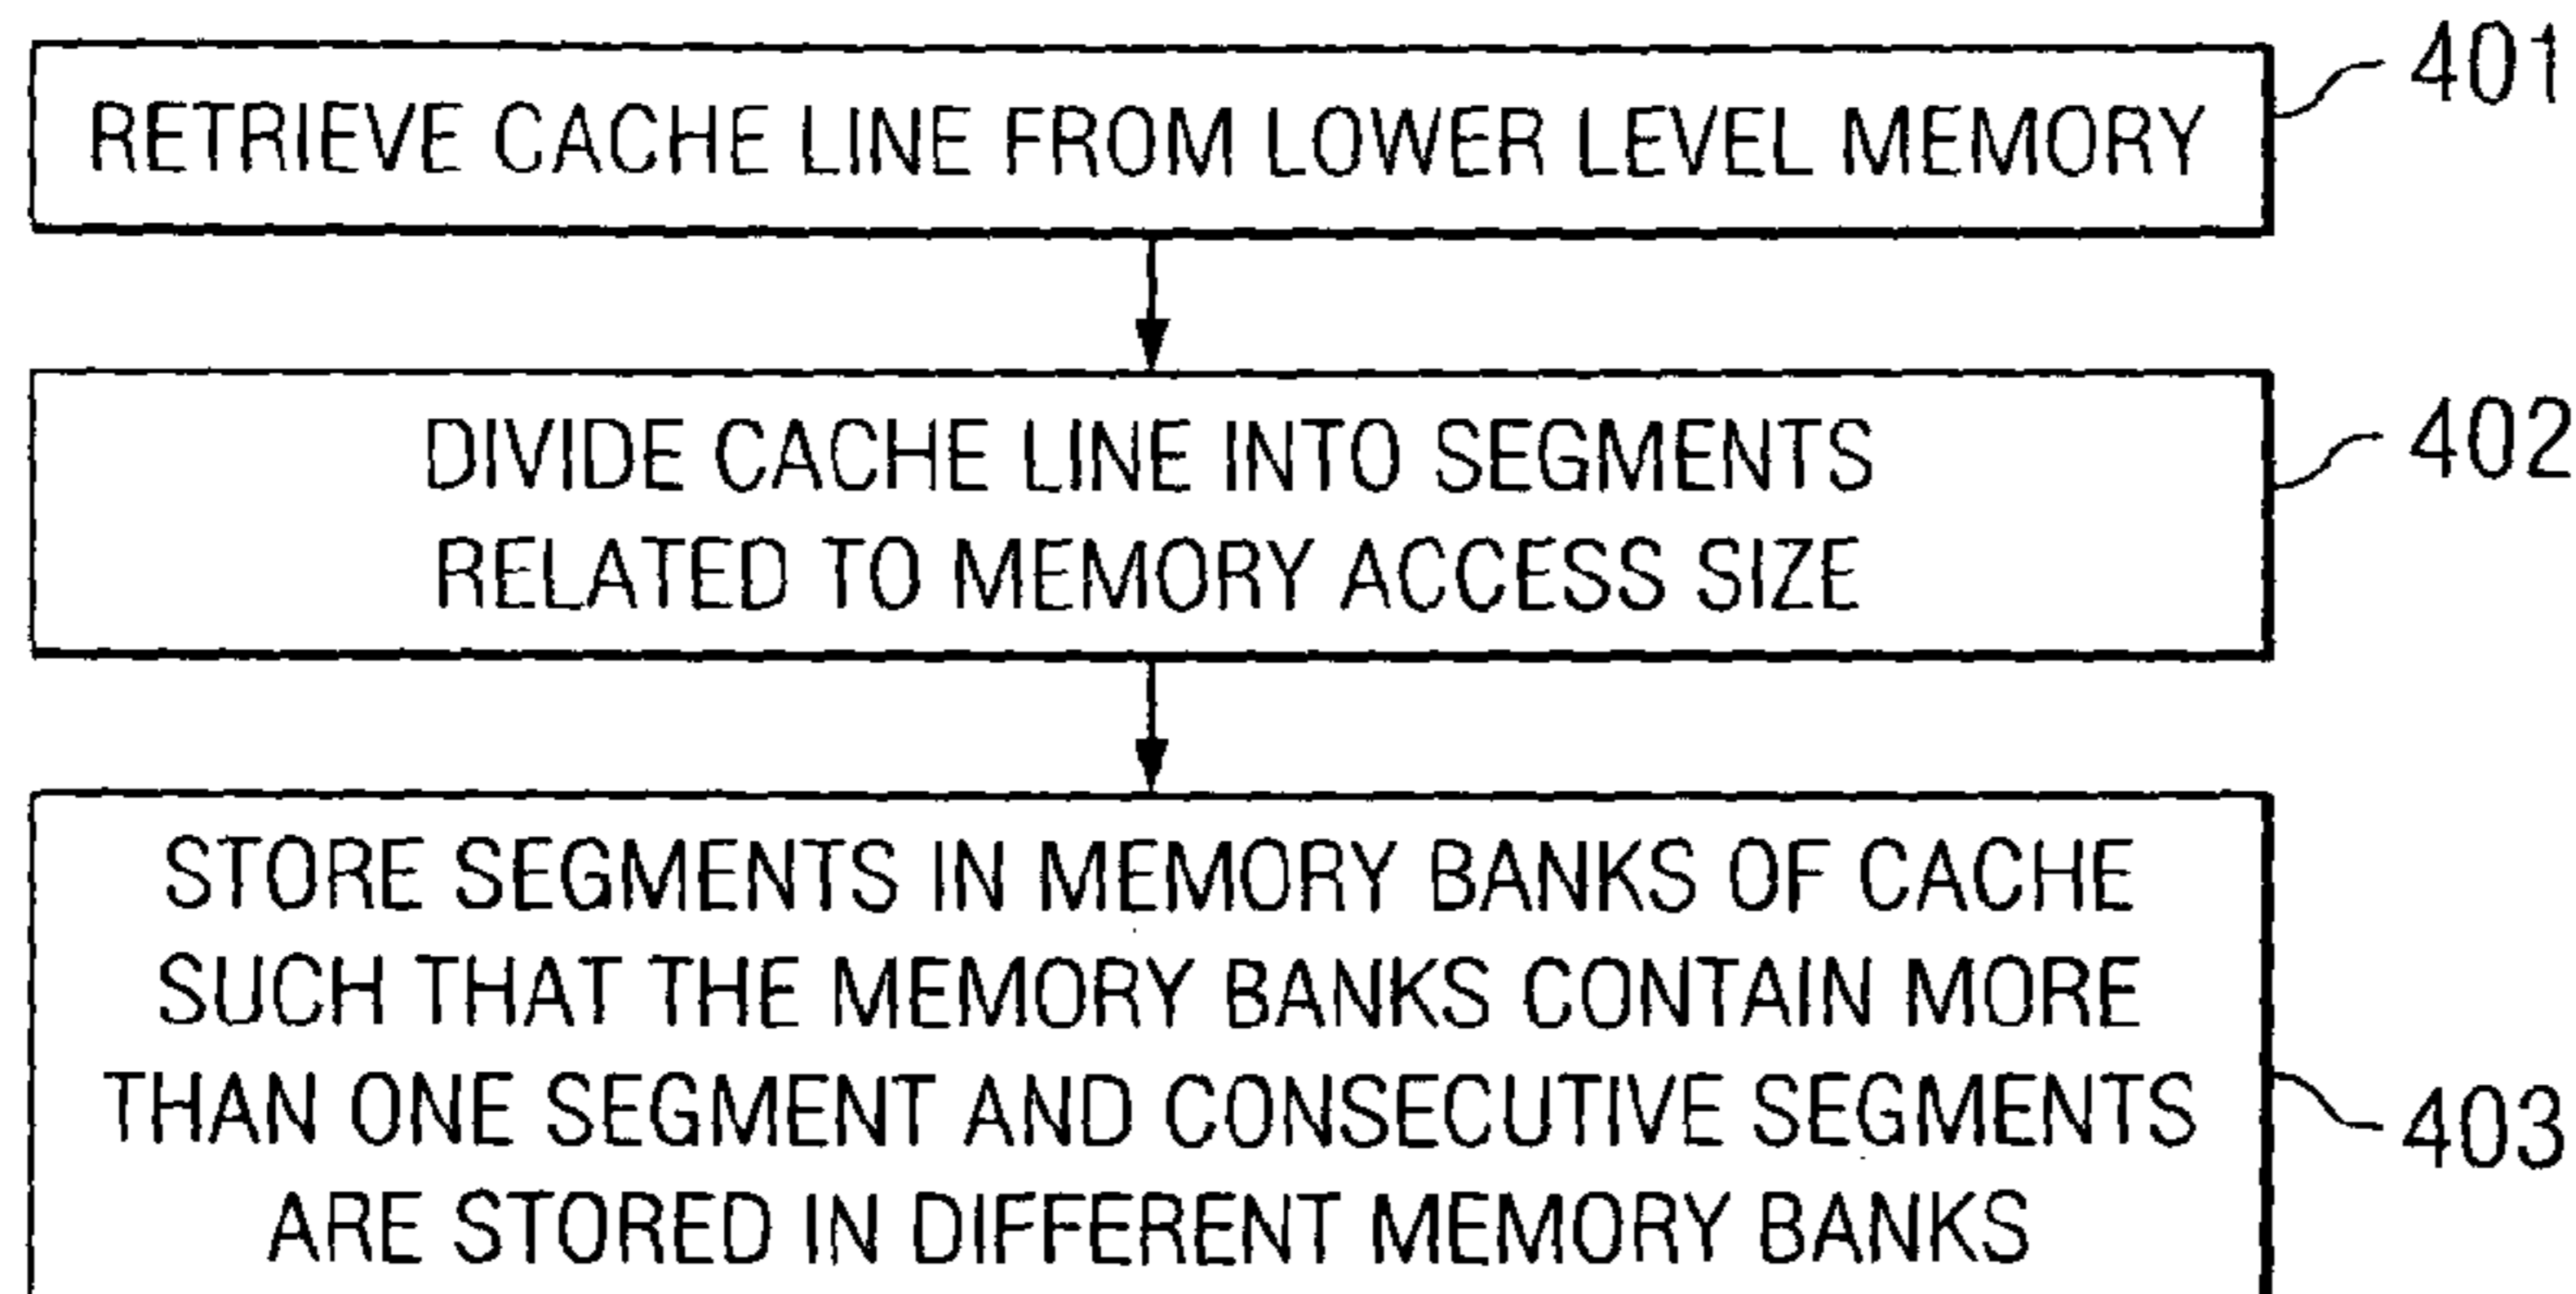 401
RETRIEVE CACHE LINE FROM LOWER LEVEL MEMORY
402
DIVIDE CACHE LINE INTO SEGMENTS
RELATED TO MEMORY ACCESS SIZE
STORE SEGMENTS IN MEMORY BANKS OF CACHE
SUCH THAT THE MEMORY BANKS CONTAIN MORE
THAN ONE SEGMENT AND CONSECUTIVE SEGMENTS
403
ARE STORED IN DIFFERENT MEMORY BANKS